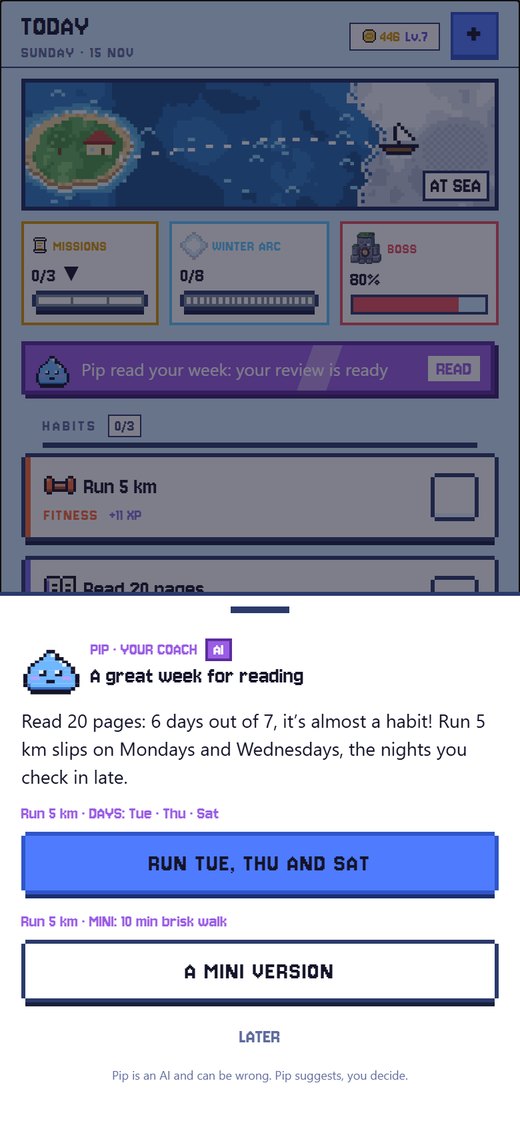 TODAY
SUNDAY · 15 NOV
446 Lv.7
+
AT SEA
MISSIONS
0/3 ▼
WINTER ARC
0/8
BOSS
80%
Pip read your week: your review is ready
READ
HABITS 0/3
Run 5 km
FITNESS +11 XP
Read 20 pages
PIP · YOUR COACH AI
A great week for reading
Read 20 pages: 6 days out of 7, it’s almost a habit! Run 5
km slips on Mondays and Wednesdays, the nights you
check in late.
Run 5 km · DAYS: Tue · Thu · Sat
RUN TUE, THU AND SAT
Run 5 km · MINI: 10 min brisk walk
A MINI VERSION
LATER
Pip is an AI and can be wrong. Pip suggests, you decide.